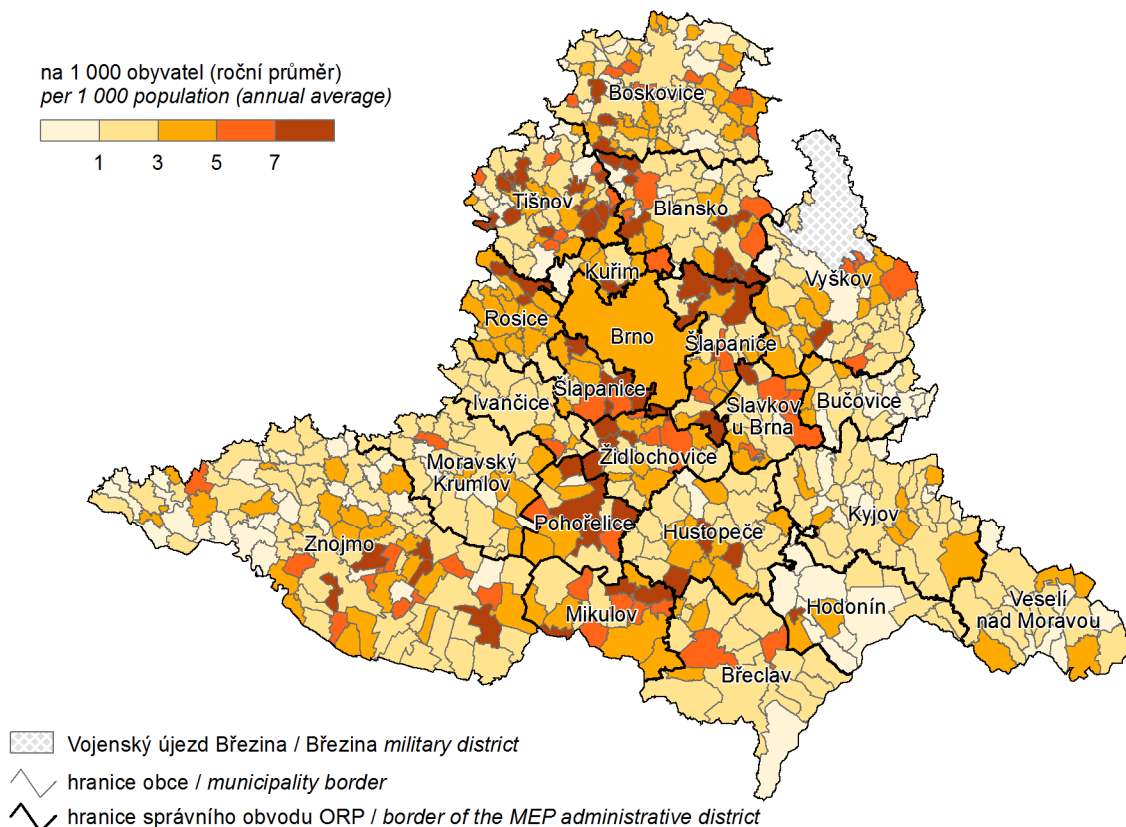 na 1 000 obyvatel (roční průměr)
per 1 000 population (annual average)
1 3 5 7
Boskovice
Tišnov
Blansko
Kuřim
Vyškov
Rosice
Brno
Šlapanice
Šlapanice
Ivančice
Slavkov
u Brna
Bučovice
Moravský
Krumlov
Židlochovice
Pohořelice
Hustopeče
Kyjov
Znojmo
Mikulov
Hodonín
Veselí
nad Moravou
Břeclav
Vojenský újezd Březina / Březina military district
hranice obce / municipality border
hranice správního obvodu ORP / border of the MEP administrative district